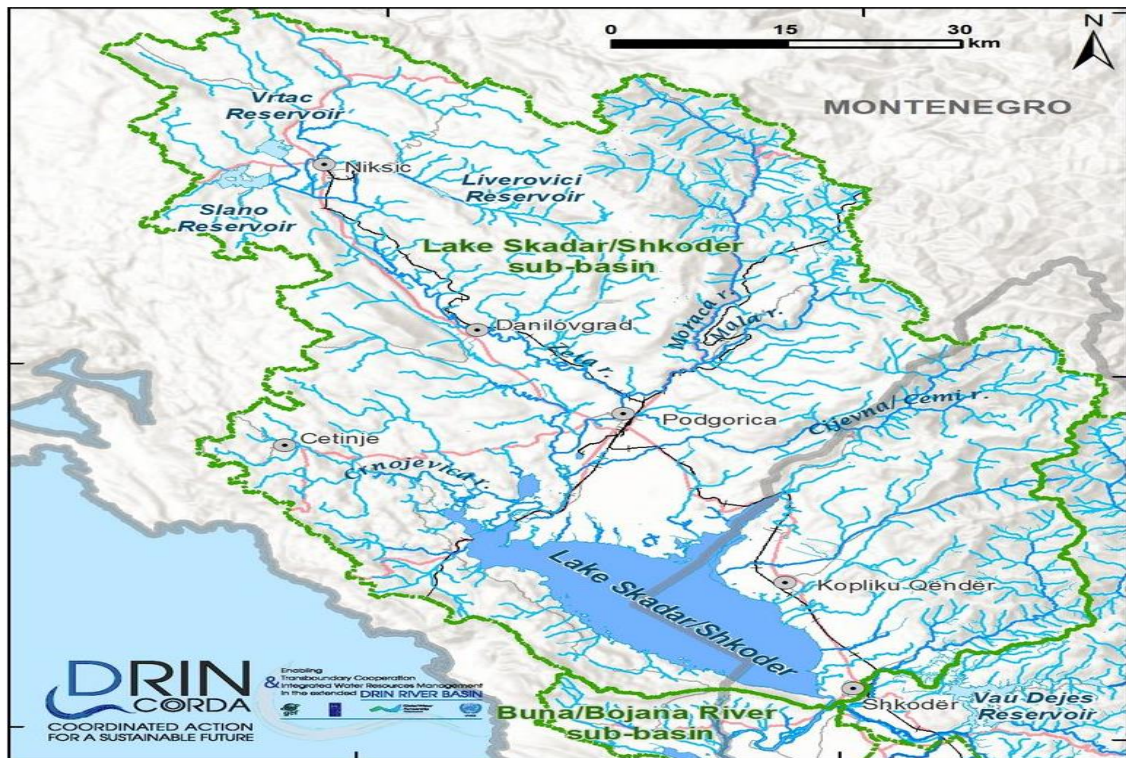 0 15 30
km
N
MONTENEGRO
Vrtac
Reservoir
Niksic
Liverovici
Reservoir
Slano
Reservoir
Lake Skadar/Shkoder
sub-basin
Moraca r.
Mala r.
Danilovgrad
Zeta r.
Podgorica
Cijevna/ Cemi r.
Cetinje
Crnojevica r.
Lake Skadar/Shkoder
Kopliku Qëndër
Shkodër
Vau Dejes
Reservoir
Buna/Bojana River
sub-basin
DRIN
CORDA
COORDINATED ACTION
FOR A SUSTAINABLE FUTURE
Enabling
Transboundary Cooperation
& Integrated Water Resources Management
in the extended DRIN RIVER BASIN
gef